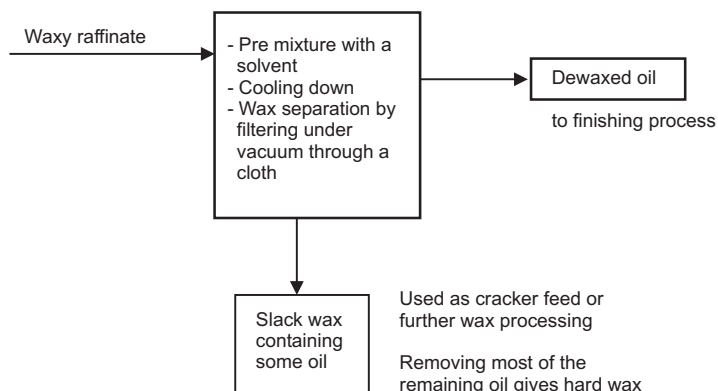 Waxy raffinate
- Pre mixture with a
solvent
- Cooling down
- Wax separation by
filtering under
vacuum through a
cloth
Dewaxed oil
to finishing process
Slack wax
containing
some oil
Used as cracker feed or
further wax processing
Removing most of the
remaining oil gives hard wax